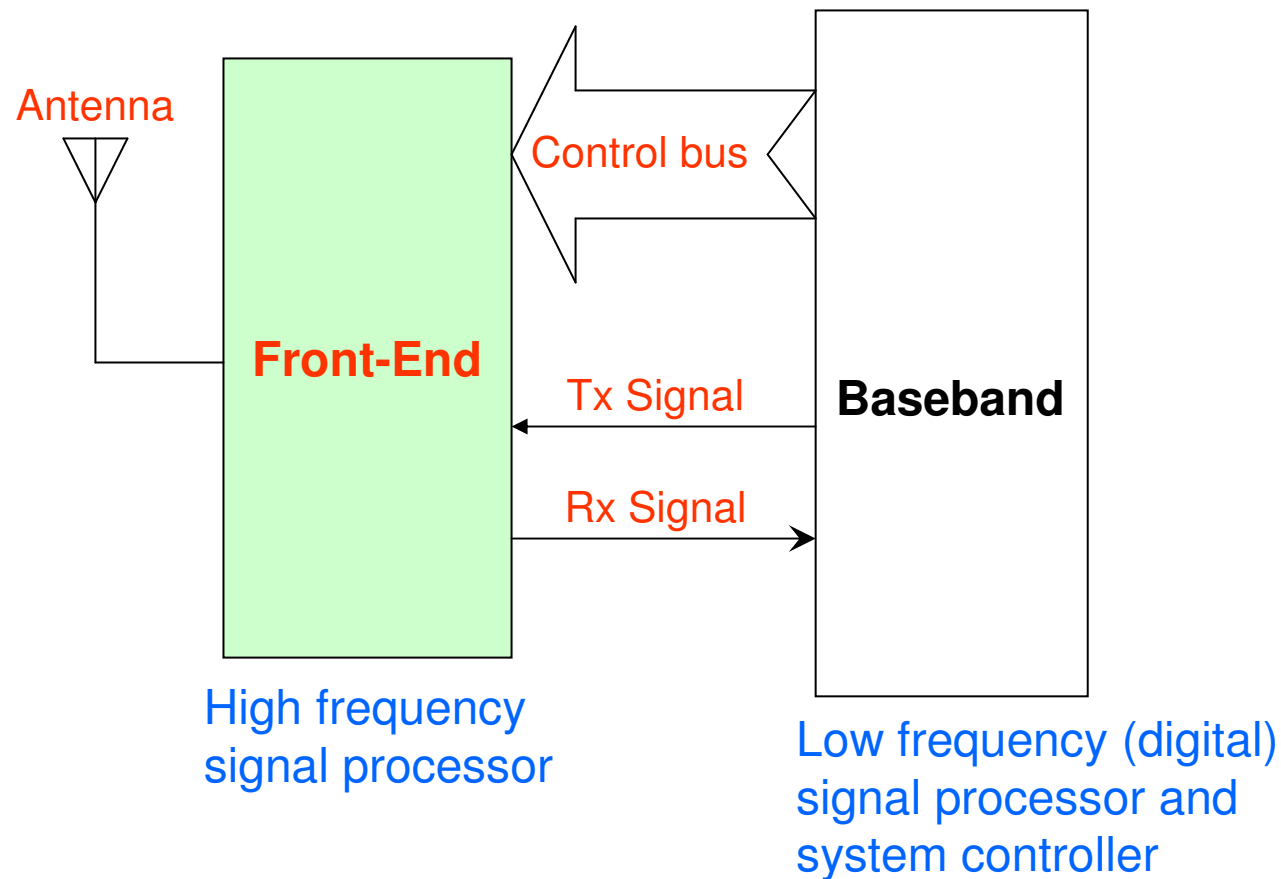 Antenna
Control bus
Front-End
Tx Signal
Baseband
Rx Signal
High frequency
signal processor
Low frequency (digital)
signal processor and
system controller